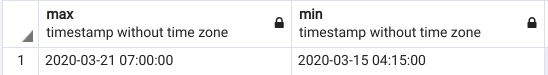 max min
timestamp without time zone timestamp without time zone
1 2020-03-21 07:00:00 2020-03-15 04:15:00